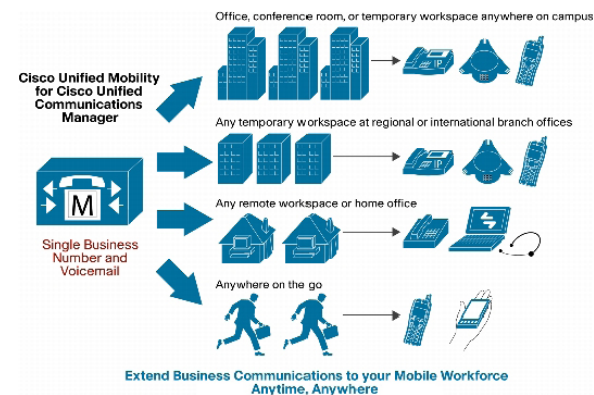 Office, conference room, or temporary workspace anywhere on campus
Cisco Unified Mobility
for Cisco Unified
Communications
Manager
IP
Any temporary workspace at regional or international branch offices
IP
M
Any remote workspace or home office
Single Business
Number and
Voicemail
Anywhere on the go
Extend Business Communications to your Mobile Workforce
Anytime, Anywhere